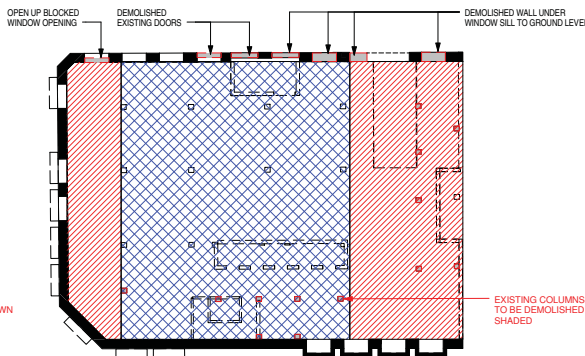 OPEN UP BLOCKED
WINDOW OPENING
DEMOLISHED
EXISTING DOORS
DEMOLISHED WALL UNDER
WINDOW SILL TO GROUND LEVE
WN
EXISTING COLUMNS
TO BE DEMOLISHED
SHADED